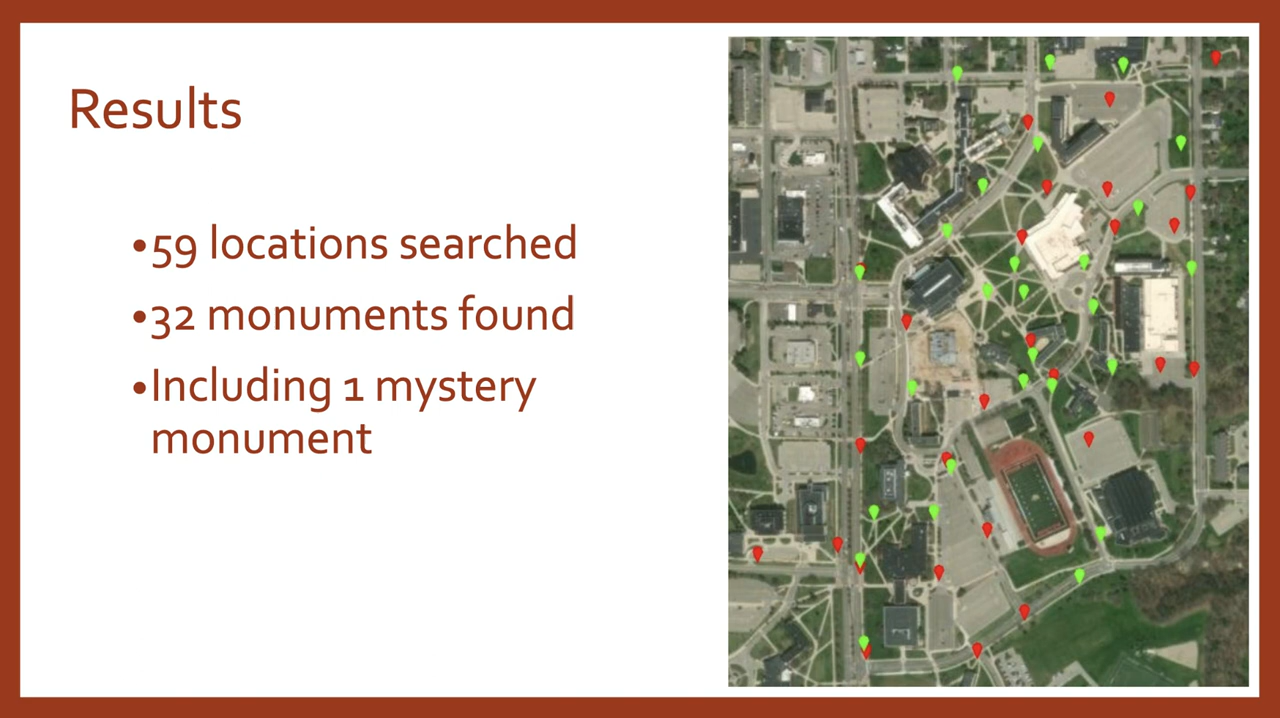 Results
•59 locations searched
•32 monuments found
•Including 1 mystery
monument